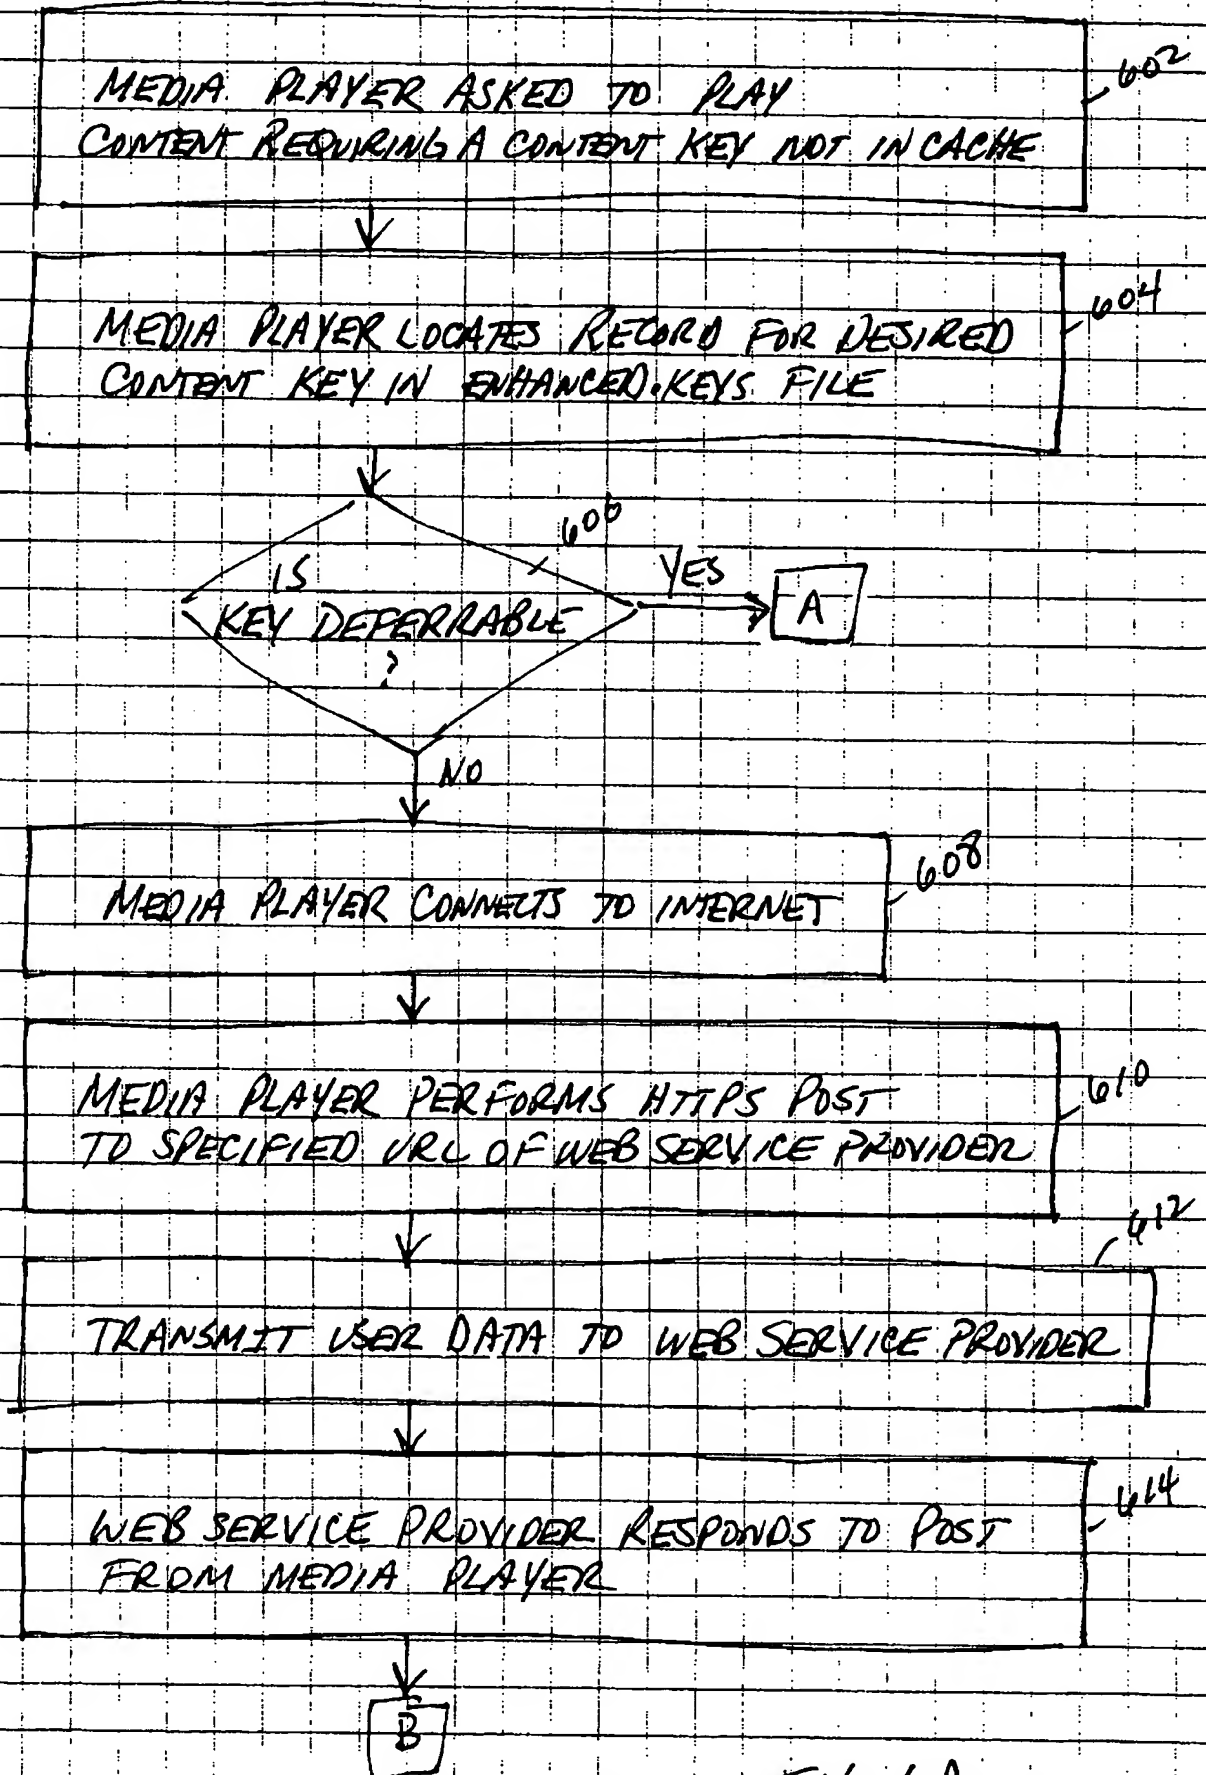 MEDIA PLAYER ASKED TO PLAY
CONTENT REQUIRING A CONTENT KEY NOT IN CACHE
602
MEDIA PLAYER LOCATES RECORD FOR DESIRED
CONTENT KEY IN ENHANCED.KEYS FILE
604
IS
KEY DEFERRABLE
?
606
YES
A
NO
MEDIA PLAYER CONNECTS TO INTERNET
608
MEDIA PLAYER PERFORMS HTTPS POST
TO SPECIFIED URL OF WEB SERVICE PROVIDER
610
612
TRANSMIT USER DATA TO WEB SERVICE PROVIDER
WEB SERVICE PROVIDER RESPONDS TO POST
FROM MEDIA PLAYER
614
B